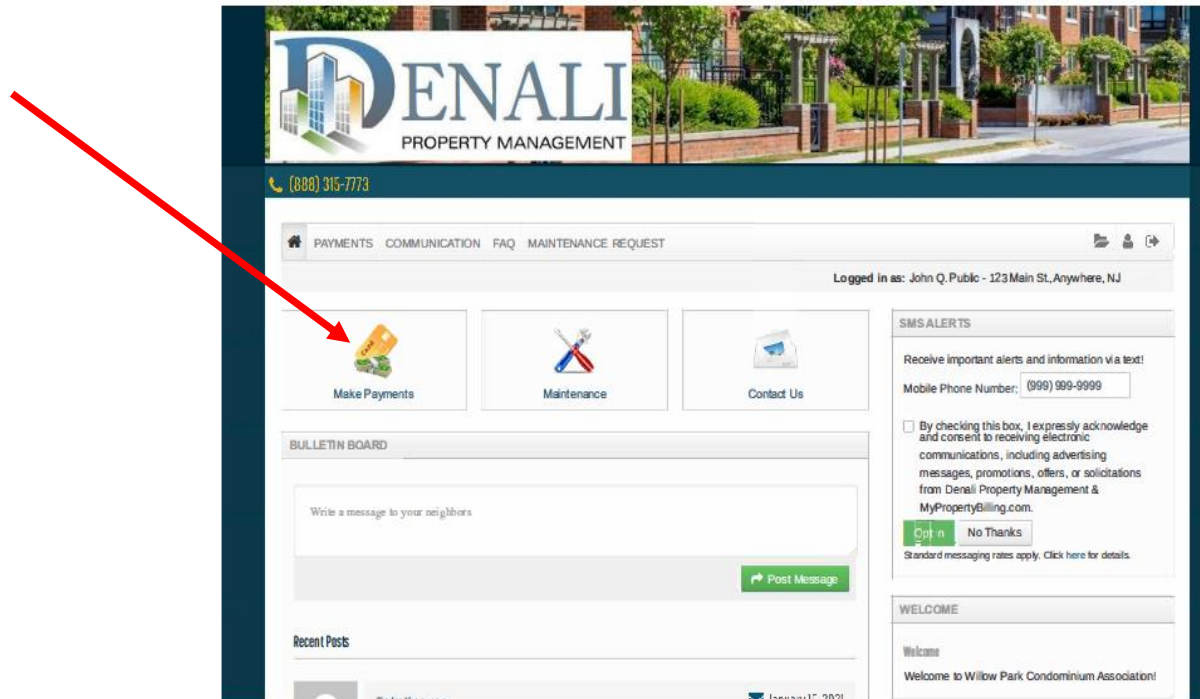 DENALI
PROPERTY MANAGEMENT
(888) 315-7773
PAYMENTS COMMUNICATION FAQ MAINTENANCE REQUEST
Logged in as: John Q. Public - 123 Main St., Anywhere, NJ
Make Payments
Maintenance
Contact Us
BULLETIN BOARD
Write a message to your neighbors
Post Message
Recent Posts
January 15, 2021
SMS ALERTS
Receive important alerts and information via text!
Mobile Phone Number: (999) 999-9999
By checking this box, I expressly acknowledge
and consent to receiving electronic
communications, including advertising
messages, promotions, offers, or solicitations
from Denali Property Management &
MyPropertyBilling.com.
Opt in No Thanks
Standard messaging rates apply. Click here for details.
WELCOME
Welcome
Welcome to Willow Park Condominium Association!